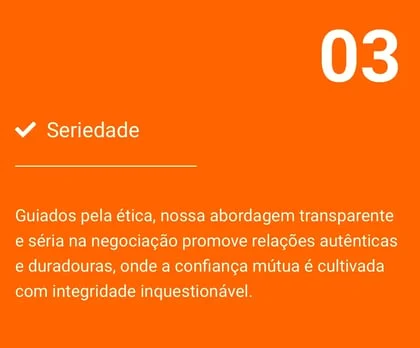 03
Seriedade
Guiados pela ética, nossa abordagem transparente
e séria na negociação promove relações autênticas
e duradouras, onde a confiança mútua é cultivada
com integridade inquestionável.